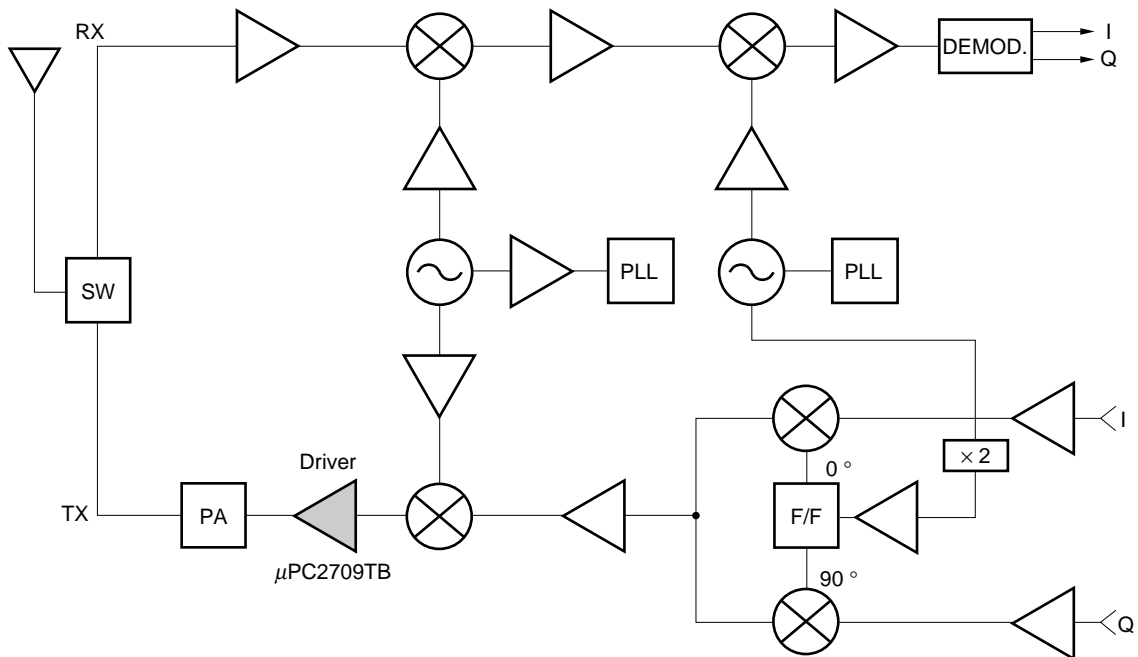 RX
I
DEMOD.
Q
SW
PLL
PLL
I
× 2
Driver
0 °
TX
PA
F/F
µPC2709TB
90 °
Q